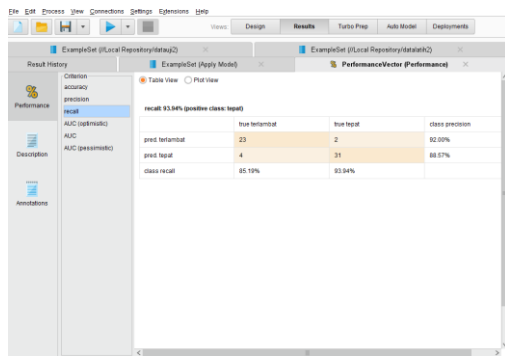 File Edit Process View Connections Settings Extensions Help
Views: Design Results Turbo Prep Auto Model Deployments
ExampleSet (//Local Repository/datauji2) ExampleSet (//Local Repository/datalatih2)
Result History ExampleSet (Apply Model) PerformanceVector (Performance)
Performance
Description
Annotations
Criterion
accuracy
precision
recall
AUC (optimistic)
AUC
AUC (pessimistic)
Table View Plot View
recall: 93.94% (positive class: tepat)
true terlambat true tepat class precision
pred. terlambat 23 2 92.00%
pred. tepat 4 31 88.57%
class recall 85.19% 93.94%